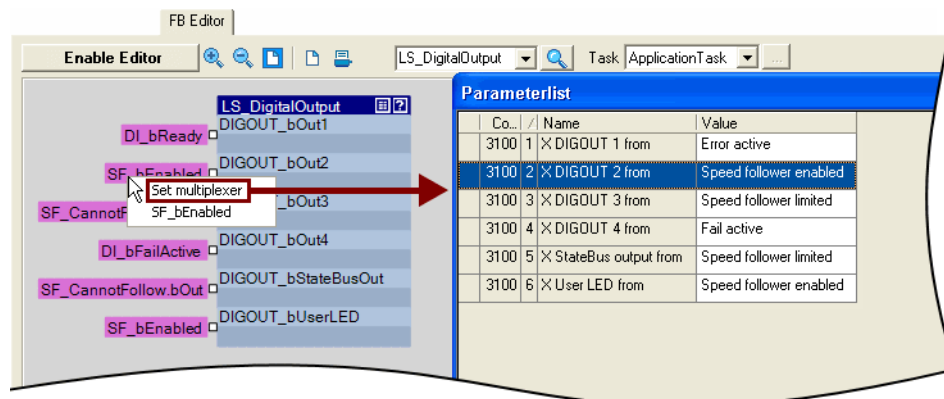 FB Editor
Enable Editor LS_DigitalOutput Task ApplicationTask ...
LS_DigitalOutput
DI_bReady DIGOUT_bOut1
SF_bEnabled DIGOUT_bOut2
Set multiplexer
SF_bEnabled
bOut3
DI_bFailActive DIGOUT_bOut4
SF_CannotFollow.bOut DIGOUT_bStateBusOut
SF_bEnabled DIGOUT_bUserLED
Parameterlist
Co... / Name Value
3100 1 X DIGOUT 1 from Error active
3100 2 X DIGOUT 2 from Speed follower enabled
3100 3 X DIGOUT 3 from Speed follower limited
3100 4 X DIGOUT 4 from Fail active
3100 5 X StateBus output from Speed follower limited
3100 6 X User LED from Speed follower enabled